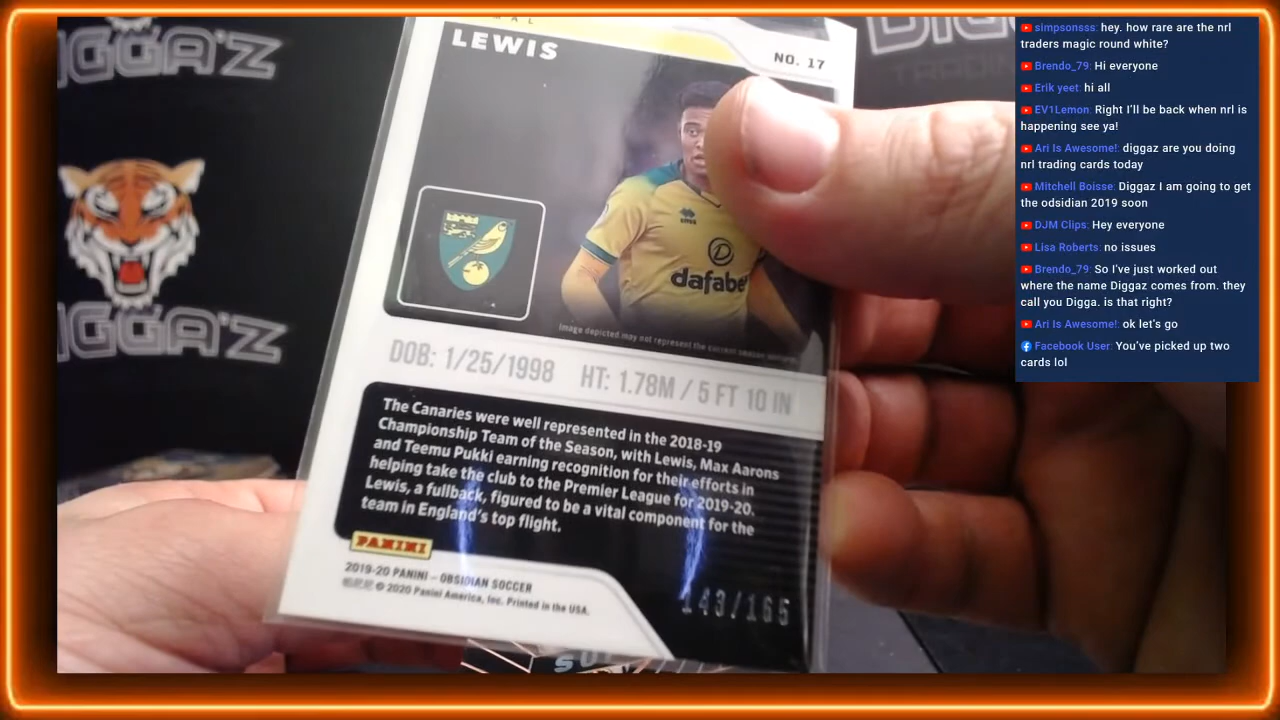 IGGA'Z
DIGG
TRADIN
LEWIS
NO. 17
dafabe
Image depicted may not represent the current season
DOB: 1/25/1998 HT: 1.78M / 5 FT 10 IN
The Canaries were well represented in the 2018-19
Championship Team of the Season, with Lewis, Max Aarons
and Teemu Pukki earning recognition for their efforts in
helping take the club to the Premier League for 2019-20.
Lewis, a fullback, figured to be a vital component for the
team in England's top flight.
PANINI
2019-20 PANINI – OBSIDIAN SOCCER
© 2020 Panini America, Inc. Printed in the USA.
143/165
IGGA'Z
simpsonsss: hey. how rare are the nrl
traders magic round white?
Brendo_79: Hi everyone
Erik yeet: hi all
EV1Lemon: Right I'll be back when nrl is
happening see ya!
Ari Is Awesome!: diggaz are you doing
nrl trading cards today
Mitchell Boisse: Diggaz I am going to get
the odsidian 2019 soon
DJM Clips: Hey everyone
Lisa Roberts: no issues
Brendo_79: So I've just worked out
where the name Diggaz comes from. they
call you Digga. is that right?
Ari Is Awesome!: ok let's go
Facebook User: You've picked up two
cards lol